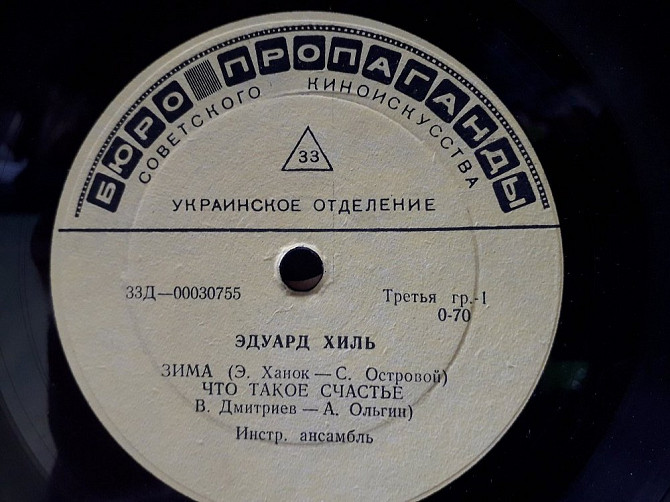 БЮРО ПРОПАГАНДЫ
СОВЕТСКОГО КИНОИСКУССТВА
33
УКРАИНСКОЕ ОТДЕЛЕНИЕ
33Д—00030755
Третья гр.-1
0-70
ЭДУАРД ХИЛЬ
ЗИМА (Э. Ханок — С. Островой)
ЧТО ТАКОЕ СЧАСТЬЕ
В. Дмитриев — А. Ольгин)
Инстр. ансамбль